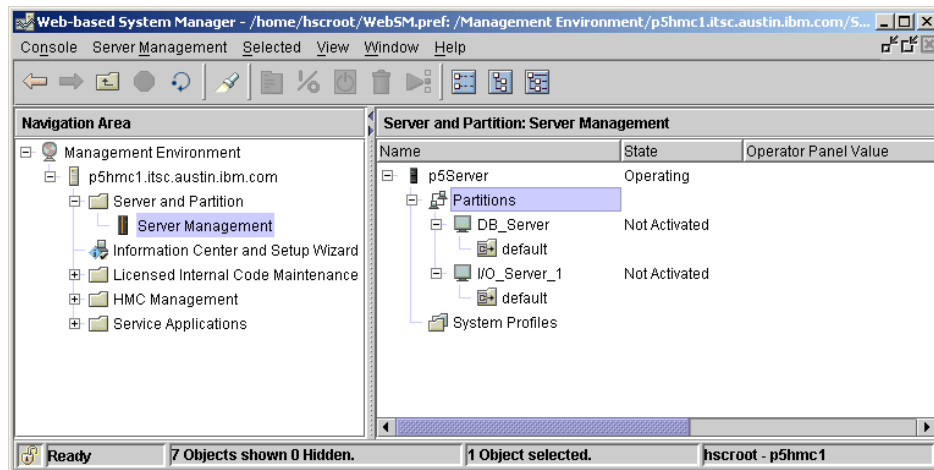 Web-based System Manager - /home/hscroot/WebSM.pref: /Management Environment/p5hmc1.itsc.austin.ibm.com/S...
Console Server Management Selected View Window Help
Navigation Area
Management Environment
p5hmc1.itsc.austin.ibm.com
Server and Partition
Server Management
Information Center and Setup Wizard
Licensed Internal Code Maintenance
HMC Management
Service Applications
Server and Partition: Server Management
Name State Operator Panel Value
p5Server Operating
Partitions
DB_Server Not Activated
default
I/O_Server_1 Not Activated
default
System Profiles
Ready 7 Objects shown 0 Hidden. 1 Object selected. hscroot - p5hmc1